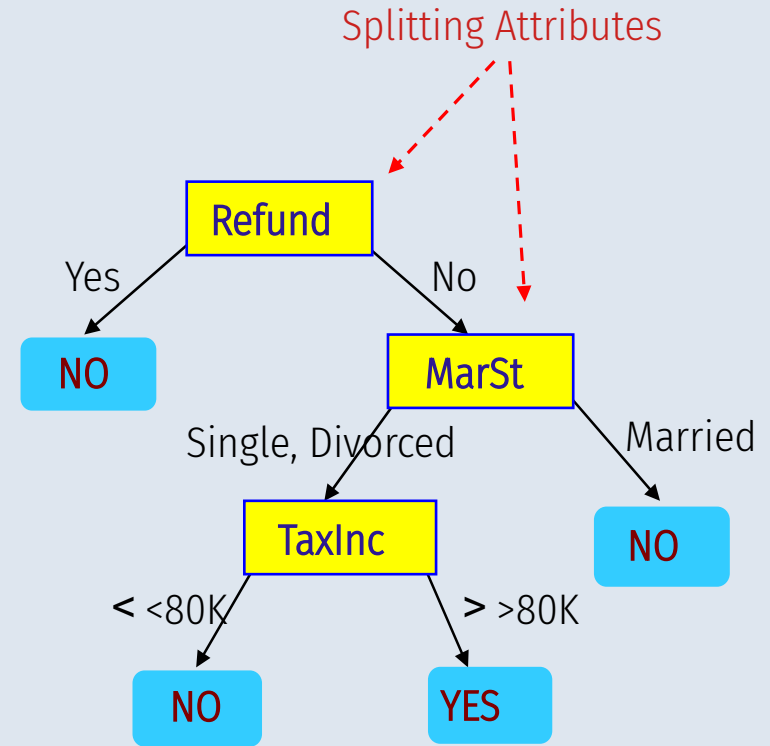 Splitting Attributes
Refund
Yes
No
NO
MarSt
Single, Divorced
Married
TaxInc
NO
< <80K
> >80K
NO
YES